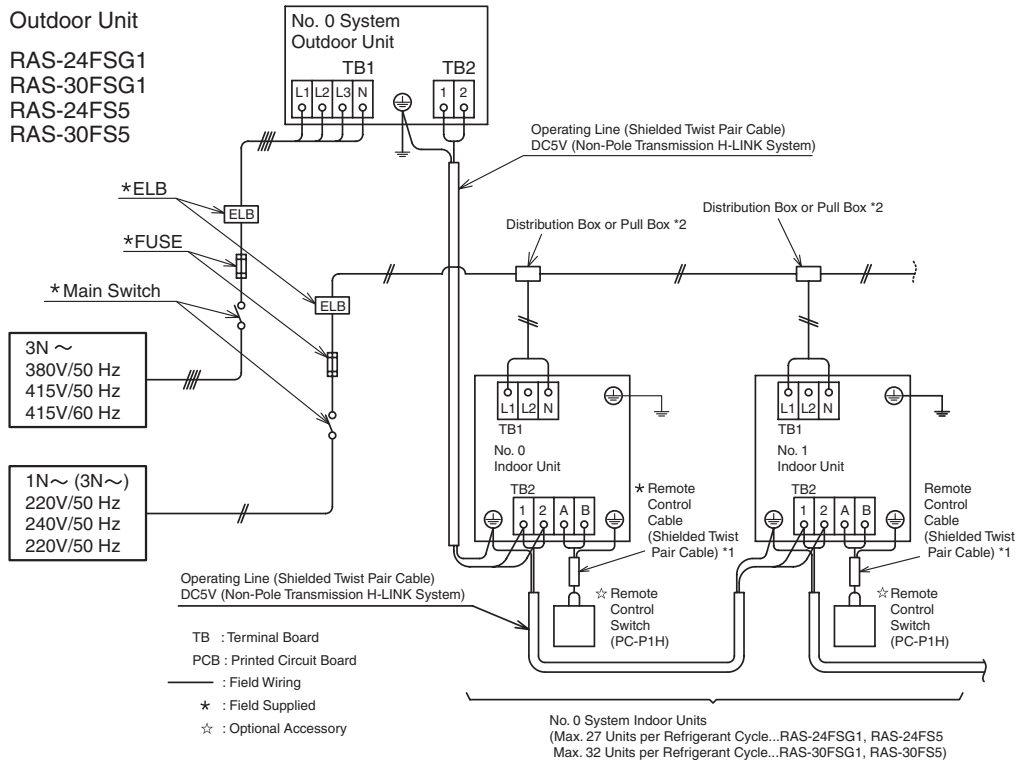 Outdoor Unit
RAS-24FSG1
RAS-30FSG1
RAS-24FS5
RAS-30FS5
No. 0 System
Outdoor Unit
TB1
TB2
L1 L2 L3 N
1 2
Operating Line (Shielded Twist Pair Cable)
DC5V (Non-Pole Transmission H-LINK System)
*ELB
ELB
*FUSE
*Main Switch
ELB
Distribution Box or Pull Box *2
Distribution Box or Pull Box *2
3N ~
380V/50 Hz
415V/50 Hz
415V/60 Hz
1N~ (3N~)
220V/50 Hz
240V/50 Hz
220V/50 Hz
L1 L2 N
TB1
No. 0
Indoor Unit
TB2
1 2 A B
* Remote
Control
Cable
(Shielded Twist
Pair Cable) *1
☆ Remote
Control
Switch
(PC-P1H)
L1 L2 N
TB1
No. 1
Indoor Unit
TB2
1 2 A B
Remote
Control
Cable
(Shielded Twist
Pair Cable) *1
☆ Remote
Control
Switch
(PC-P1H)
Operating Line (Shielded Twist Pair Cable)
DC5V (Non-Pole Transmission H-LINK System)
TB : Terminal Board
PCB : Printed Circuit Board
: Field Wiring
* : Field Supplied
☆ : Optional Accessory
No. 0 System Indoor Units
(Max. 27 Units per Refrigerant Cycle...RAS-24FSG1, RAS-24FS5
Max. 32 Units per Refrigerant Cycle...RAS-30FSG1, RAS-30FS5)